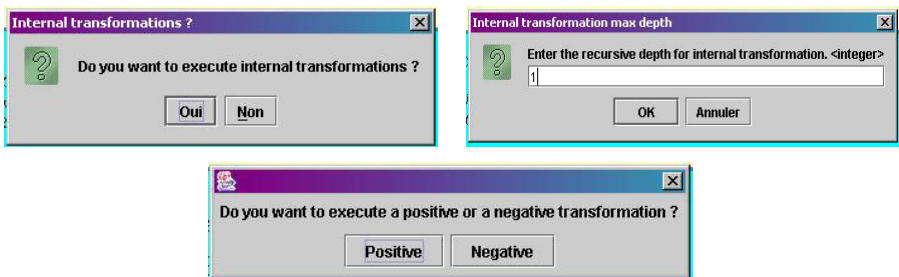 Internal transformations ?
Do you want to execute internal transformations ?
Oui Non
Internal transformation max depth
Enter the recursive depth for internal transformation. <integer>
1
OK Annuler
Do you want to execute a positive or a negative transformation ?
Positive Negative